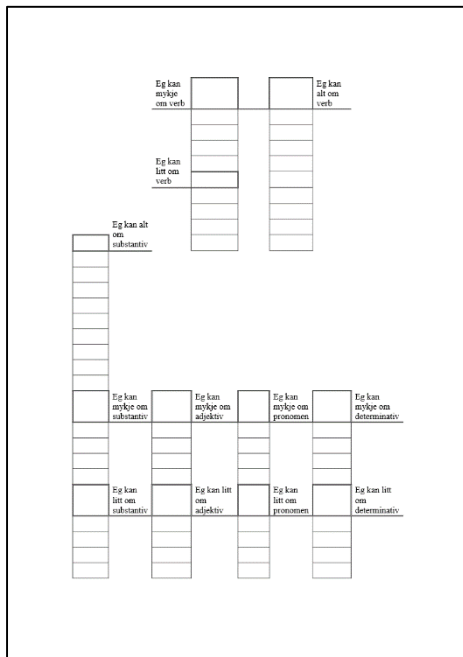 Eg kan
mykje
om verb
Eg kan
alt om
verb
Eg kan
litt om
verb
Eg kan alt
om
substantiv
Eg kan
mykje om
substantiv
Eg kan
mykje om
adjektiv
Eg kan
mykje om
pronomen
Eg kan
mykje om
determinativ
Eg kan
litt om
substantiv
Eg kan litt
om
adjektiv
Eg kan
litt om
pronomen
Eg kan litt
om
determinativ